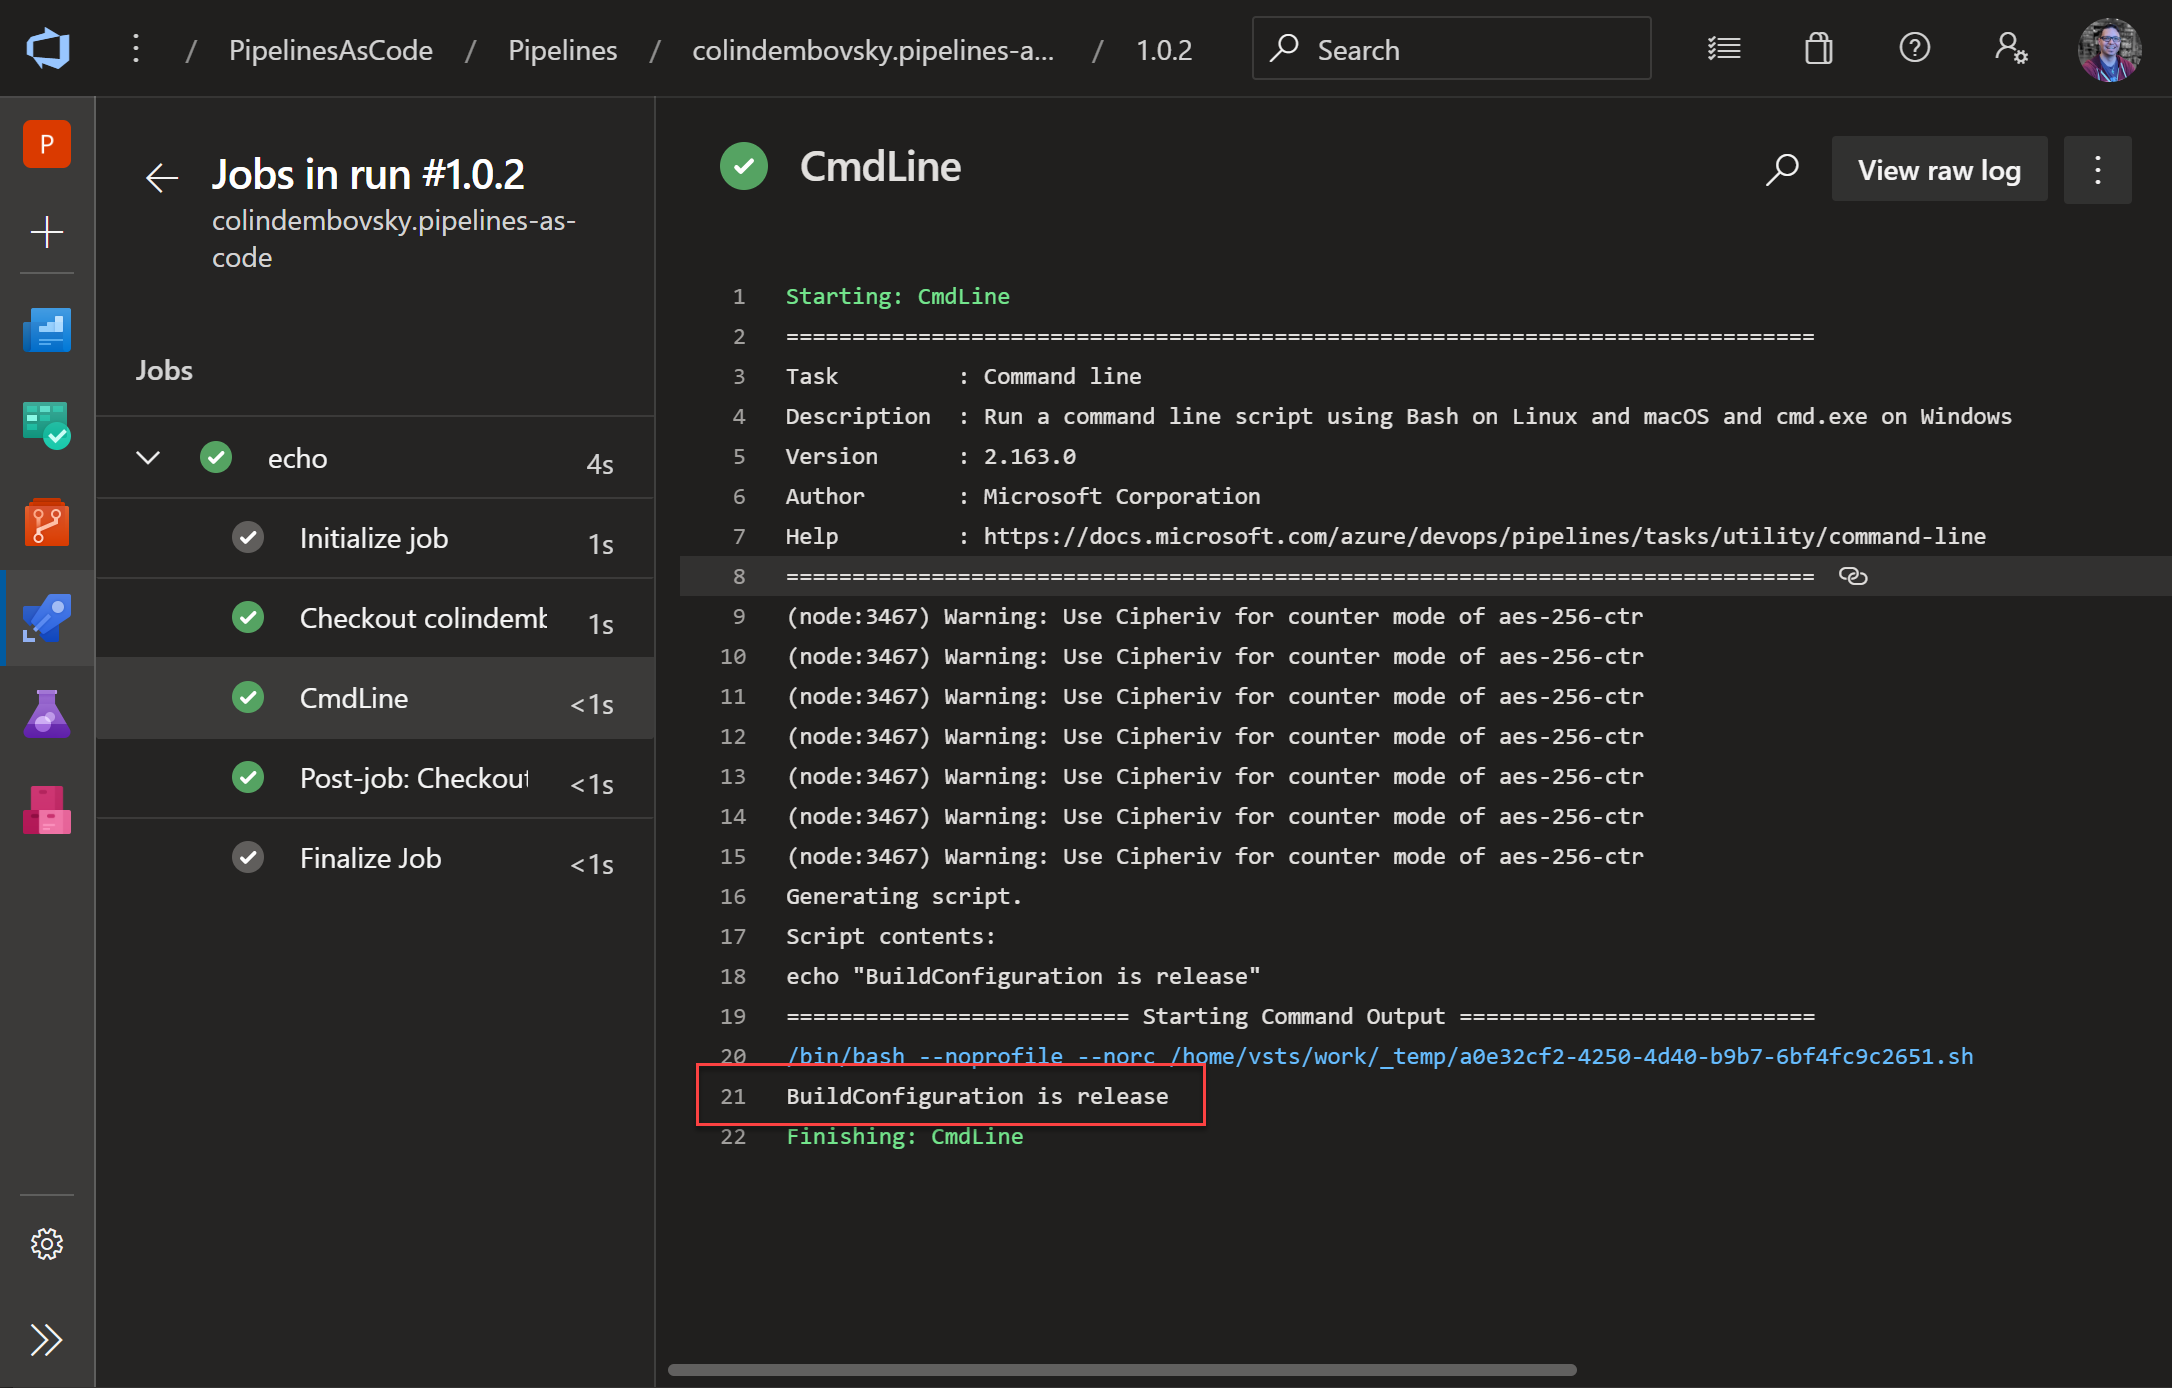 / PipelinesAsCode / Pipelines / colindembovsky.pipelines-a... / 1.0.2
Search
P
Jobs in run #1.0.2
colindembovsky.pipelines-as-
code
Jobs
echo 4s
Initialize job 1s
Checkout colindemb 1s
CmdLine <1s
Post-job: Checkout <1s
Finalize Job <1s
CmdLine
View raw log
1 Starting: CmdLine
2 ==============================================================================
3 Task         : Command line
4 Description  : Run a command line script using Bash on Linux and macOS and cmd.exe on Windows
5 Version      : 2.163.0
6 Author       : Microsoft Corporation
7 Help         : https://docs.microsoft.com/azure/devops/pipelines/tasks/utility/command-line
8 ==============================================================================
9 (node:3467) Warning: Use Cipheriv for counter mode of aes-256-ctr
10 (node:3467) Warning: Use Cipheriv for counter mode of aes-256-ctr
11 (node:3467) Warning: Use Cipheriv for counter mode of aes-256-ctr
12 (node:3467) Warning: Use Cipheriv for counter mode of aes-256-ctr
13 (node:3467) Warning: Use Cipheriv for counter mode of aes-256-ctr
14 (node:3467) Warning: Use Cipheriv for counter mode of aes-256-ctr
15 (node:3467) Warning: Use Cipheriv for counter mode of aes-256-ctr
16 Generating script.
17 Script contents:
18 echo "BuildConfiguration is release"
19 ========================== Starting Command Output ===========================
20 /bin/bash --noprofile --norc /home/vsts/work/_temp/a0e32cf2-4250-4d40-b9b7-6bf4fc9c2651.sh
21 BuildConfiguration is release
22 Finishing: CmdLine